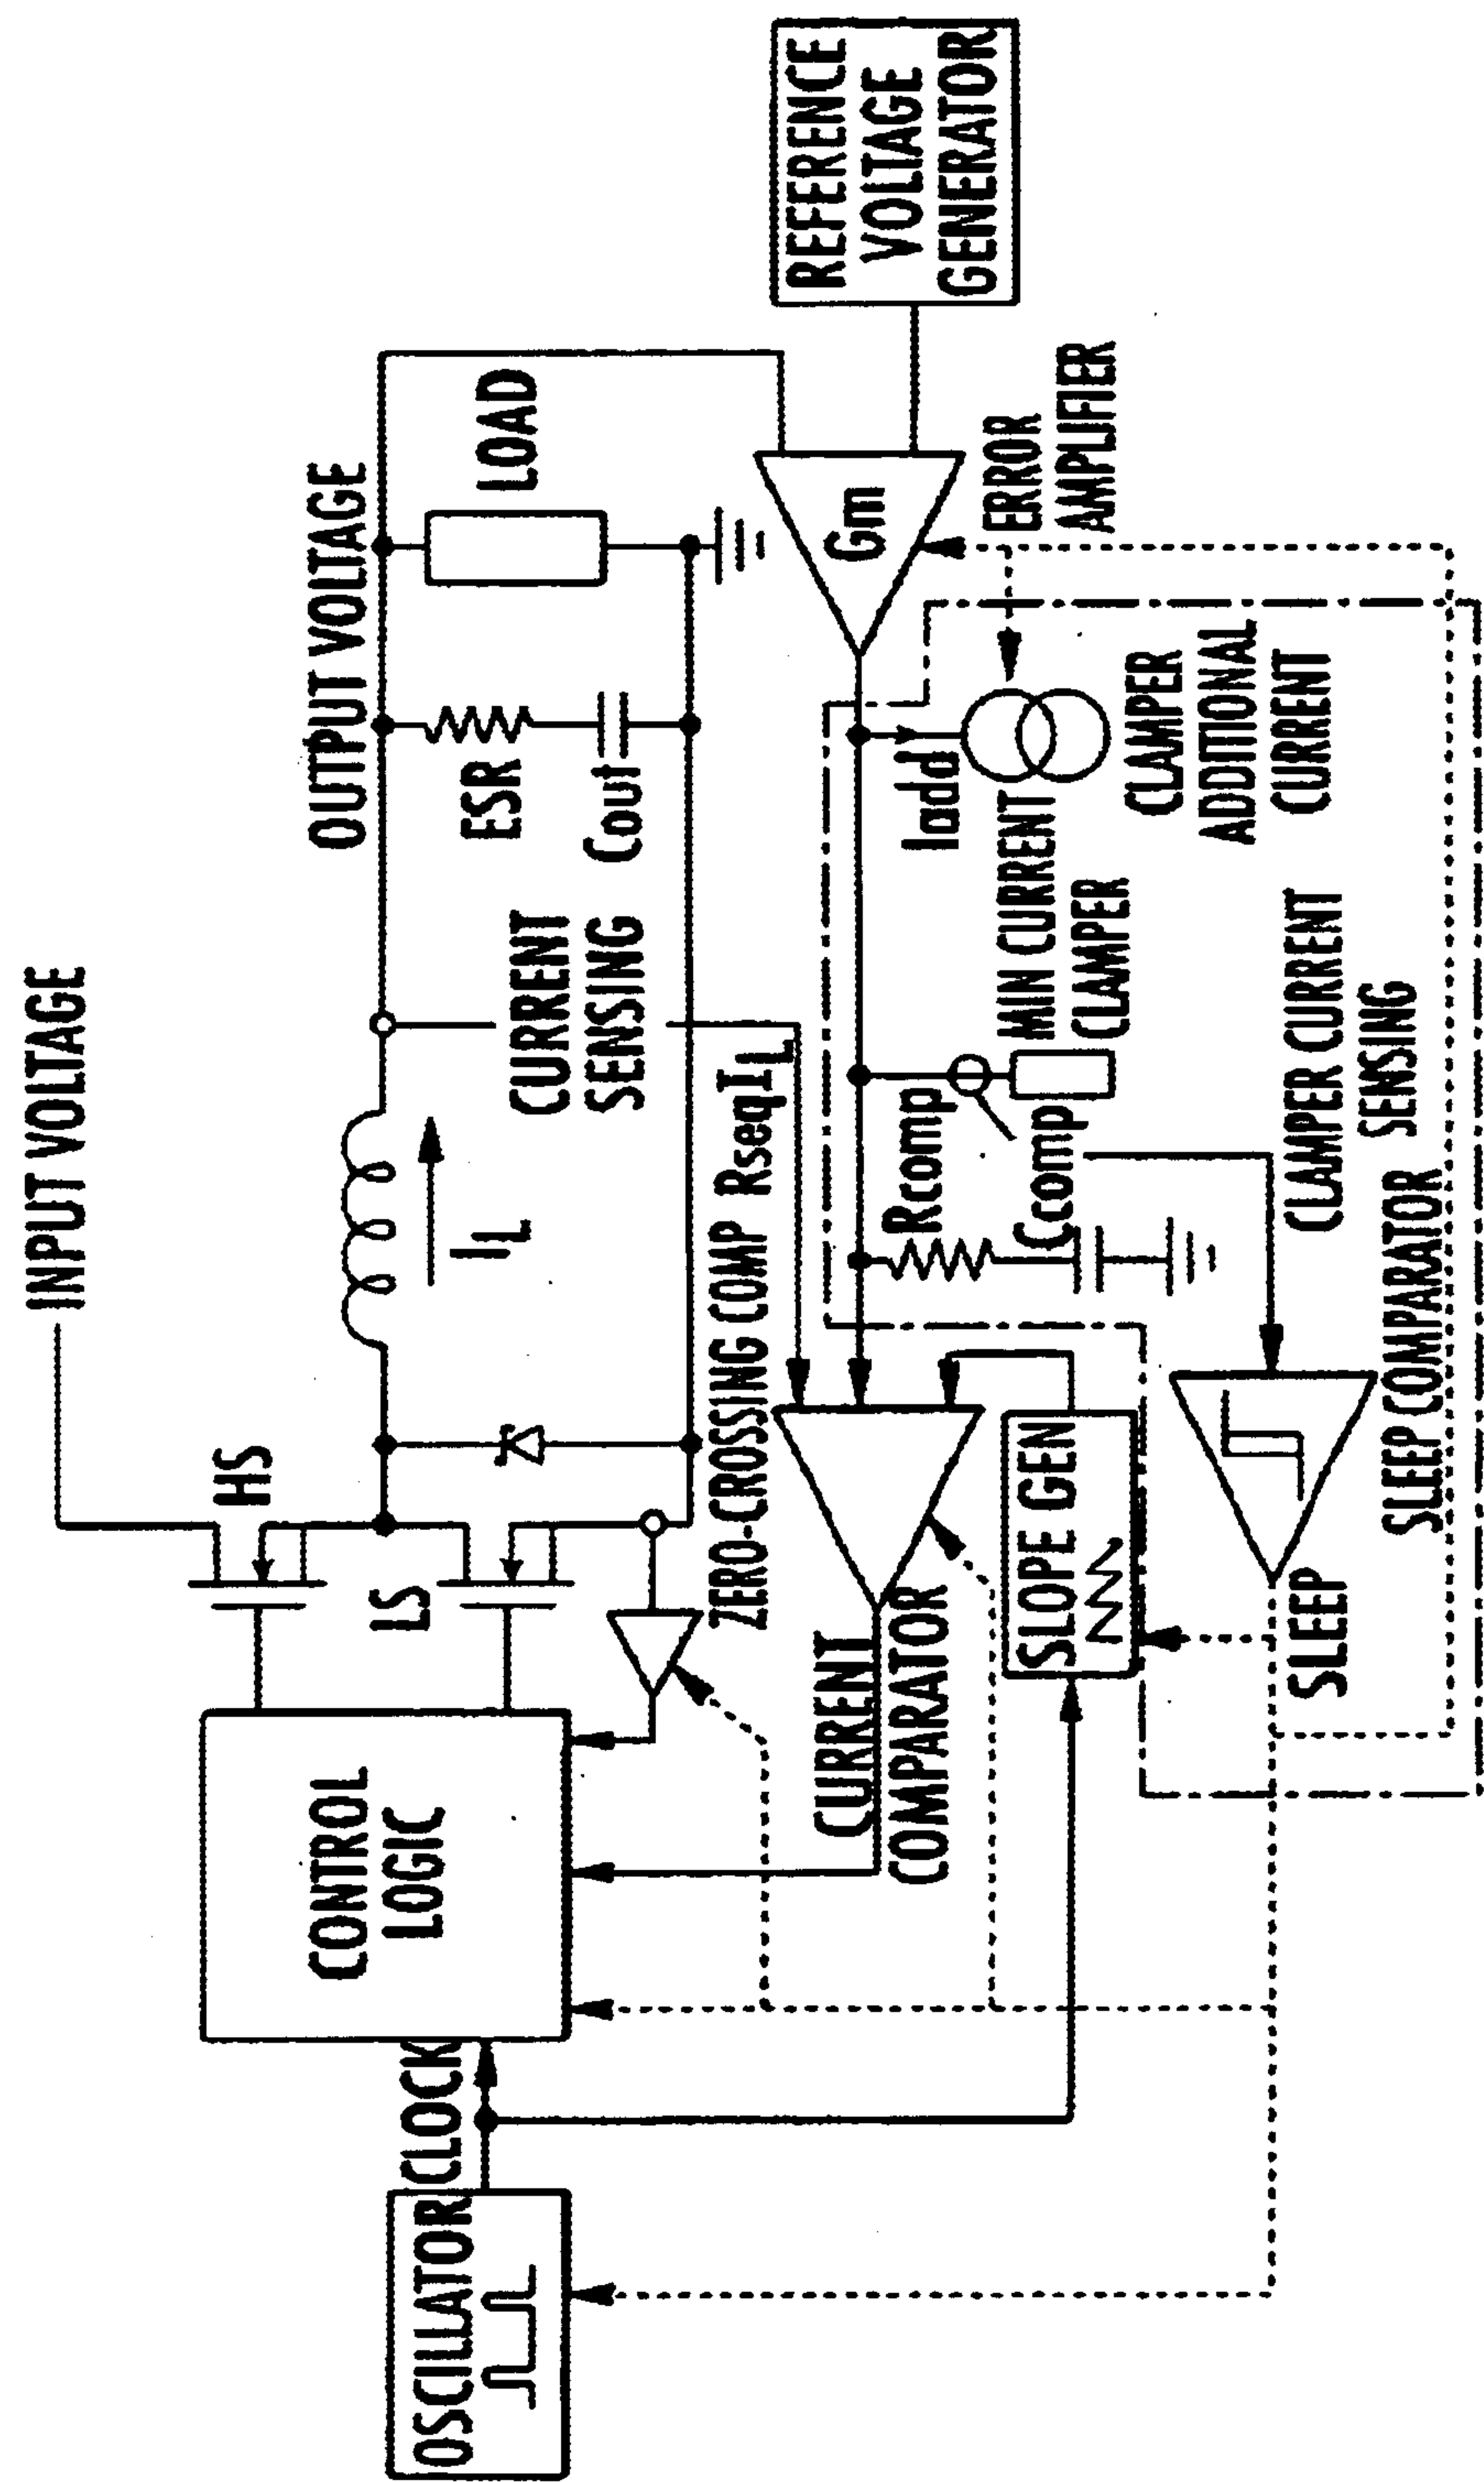 INPUT VOLTAGE
HS
LS
IL
OUTPUT VOLTAGE
LOAD
ESR
Cout
CURRENT
SENSING
RseqIL
CONTROL
LOGIC
ZERO-CROSSING COMP
OSCILLATOR
CLOCK
CURRENT
COMPARATOR
SLOPE GEN
Rcomp
Ccomp
Iadd
MIN CURRENT
CLAMPER
CLAMPER
ADDITIONAL
CURRENT
Gm
ERROR
AMPLIFIER
REFERENCE
VOLTAGE
GENERATOR
CLAMPER CURRENT
SENSING
SLEEP COMPARATOR
SLEEP